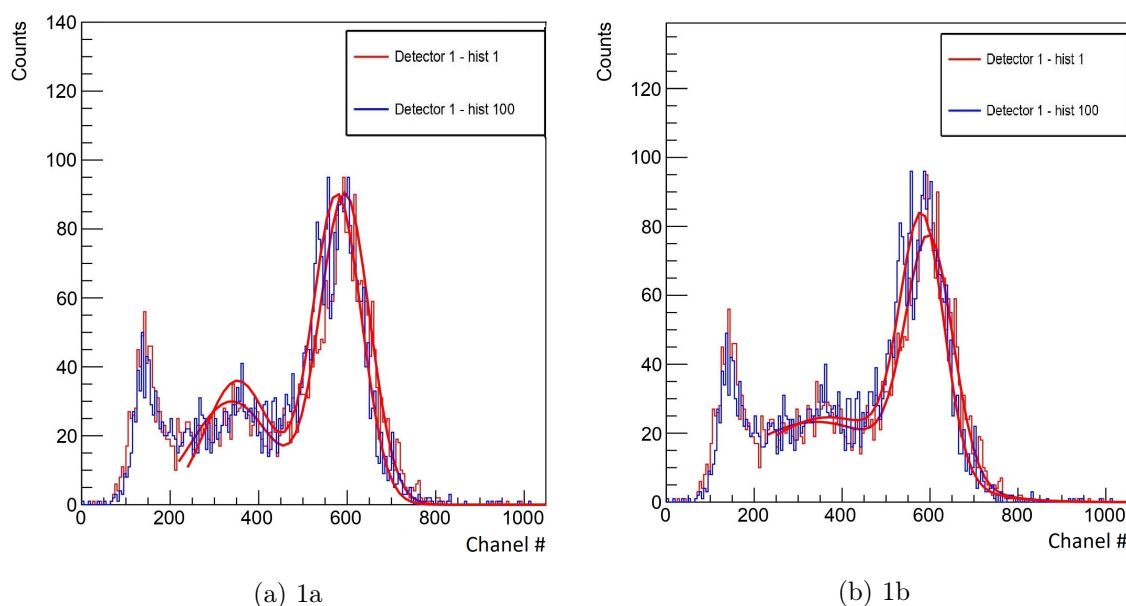 Counts
140
120
100
80
60
40
20
0
0 200 400 600 800 1000
Chanel #
Detector 1 - hist 1
Detector 1 - hist 100
(a) 1a
Counts
120
100
80
60
40
20
0
0 200 400 600 800 1000
Chanel #
Detector 1 - hist 1
Detector 1 - hist 100
(b) 1b